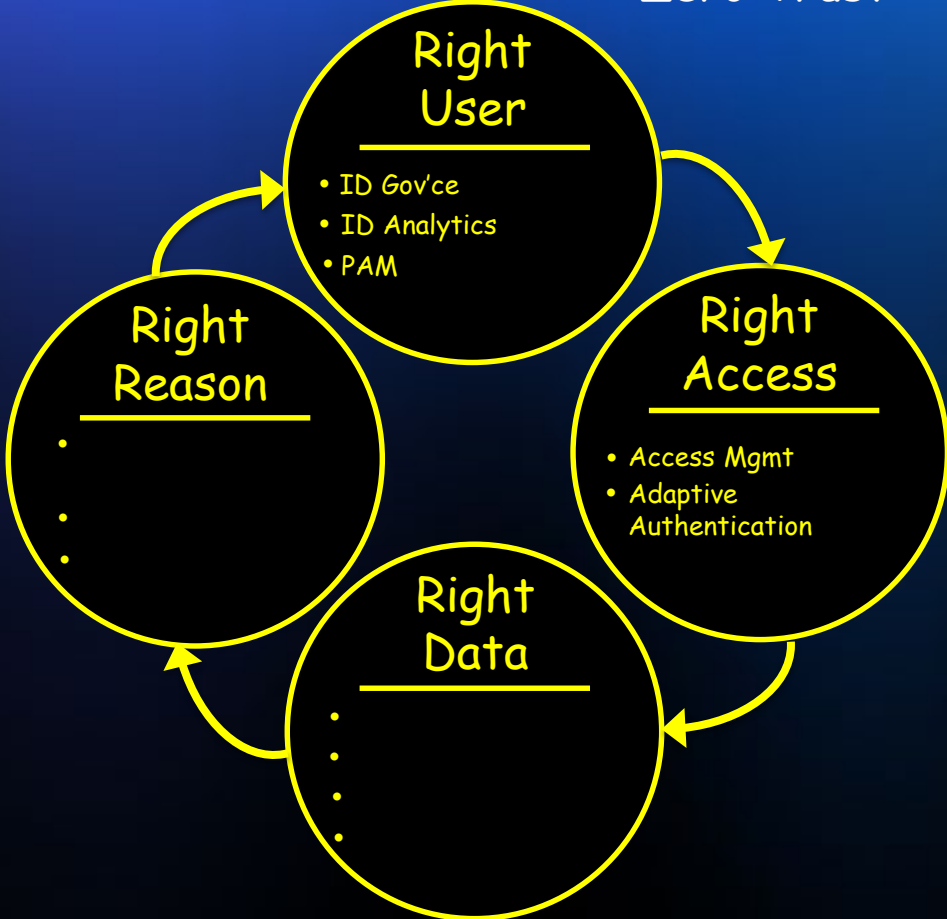 Right
User
• ID Gov'ce
• ID Analytics
• PAM
Right
Access
• Access Mgmt
• Adaptive
Authentication
Right
Data
•
•
•
•
Right
Reason
•
•
•